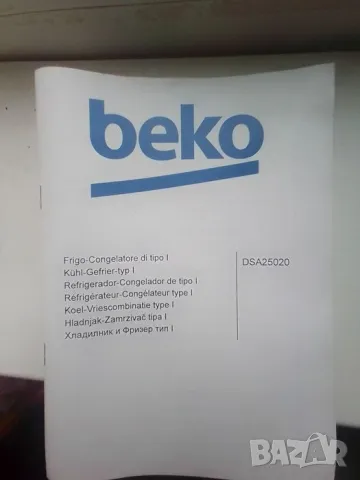 beko
Frigo-Congelatore di tipo I
Kühl-Gefrier-typ I
Refrigerador-Congelador de tipo I
Réfrigérateur-Congélateur type I
Koel-Vriescombinatie type I
Hladnjak-Zamrzivač tipa I
Хладилник и Фризер тип I
DSA25020
BAZAR